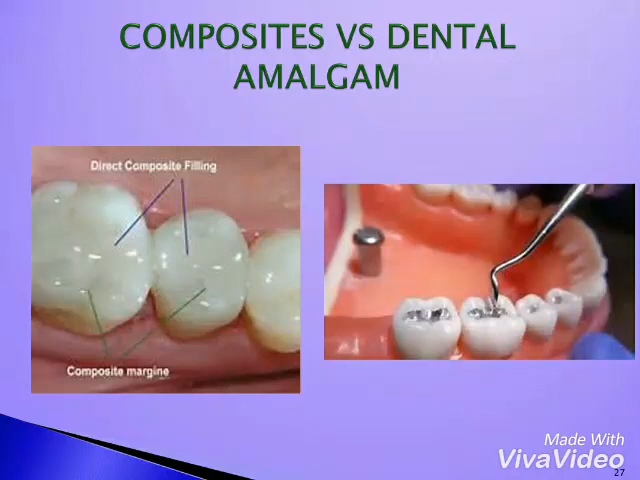 COMPOSITES VS DENTAL
AMALGAM
Direct Composite Filling
Composite margine
Made With
VivaVideo
27